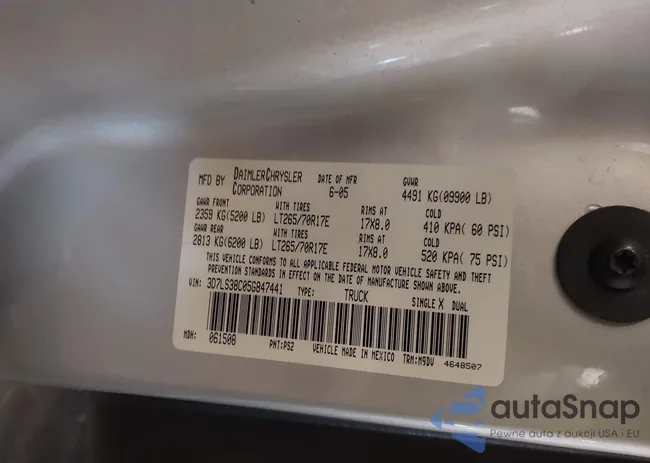 MFD BY DAIMLERCHRYSLER CORPORATION DATE OF MFR 6-05 GVWR 4491 KG(09900 LB)
GAWR FRONT 2359 KG(5200 LB) WITH TIRES LT265/70R17E RIMS AT 17X8.0 COLD 410 KPA( 60 PSI)
GAWR REAR 2813 KG(6200 LB) WITH TIRES LT265/70R17E RIMS AT 17X8.0 COLD 520 KPA( 75 PSI)
THIS VEHICLE CONFORMS TO ALL APPLICABLE FEDERAL MOTOR VEHICLE SAFETY AND THEFT
PREVENTION STANDARDS IN EFFECT ON THE DATE OF MANUFACTURE SHOWN ABOVE.
VIN: 3D7LS38C05G847441 TYPE: TRUCK SINGLE X DUAL
MDH: 061508 PNT:PS2 VEHICLE MADE IN MEXICO TRM:M9DV 4648507
autaSnap
Pewne auta z aukcji USA i EU